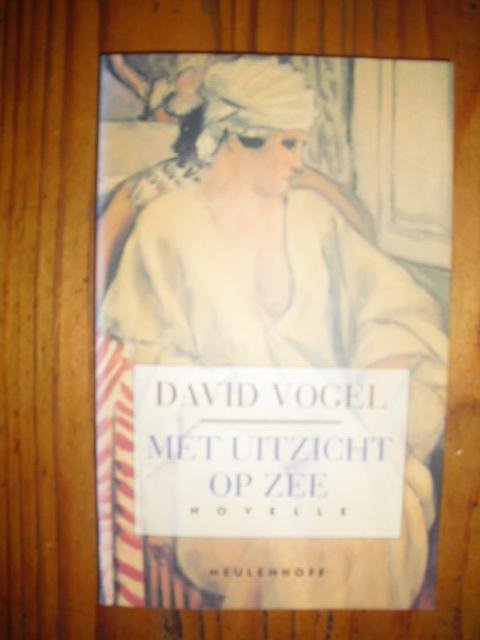 DAVID VOGEL
MET UITZICHT
OP ZEE
NOVELLE
MEULENHOFF